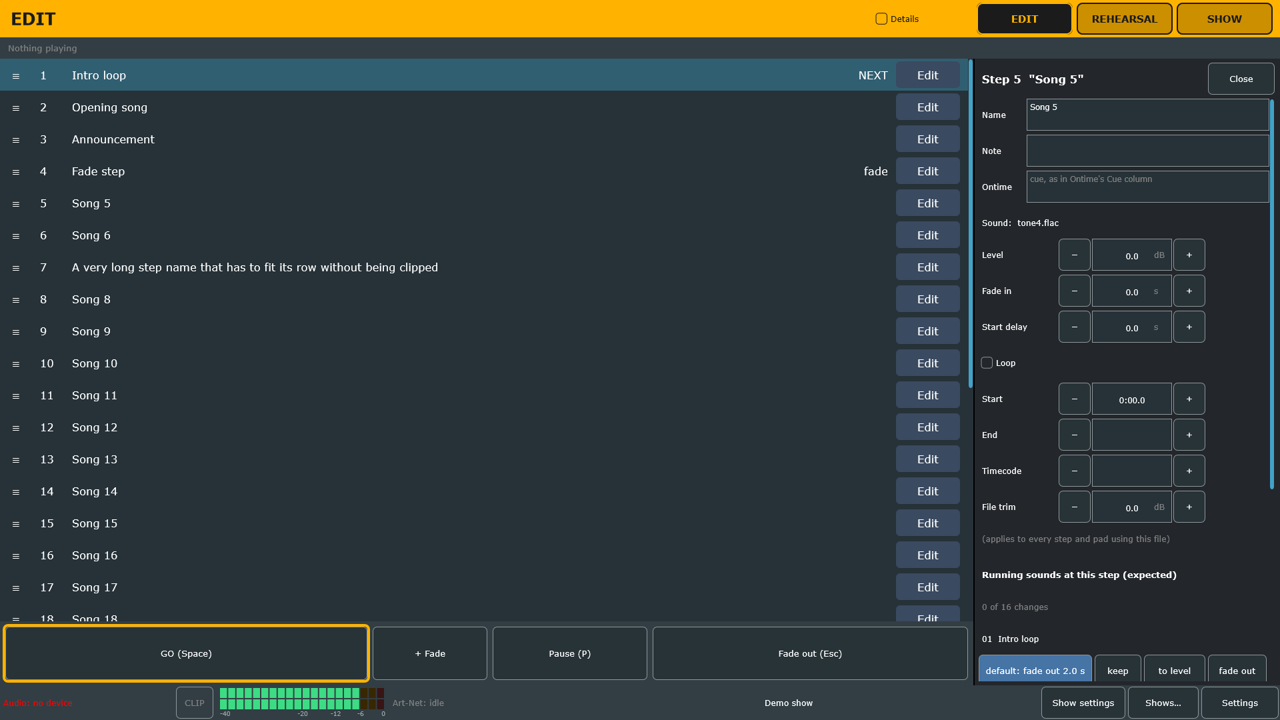 EDIT
Details
EDIT
REHEARSAL
SHOW
Nothing playing
≡ 1 Intro loop NEXT Edit
≡ 2 Opening song Edit
≡ 3 Announcement Edit
≡ 4 Fade step fade Edit
≡ 5 Song 5 Edit
≡ 6 Song 6 Edit
≡ 7 A very long step name that has to fit its row without being clipped Edit
≡ 8 Song 8 Edit
≡ 9 Song 9 Edit
≡ 10 Song 10 Edit
≡ 11 Song 11 Edit
≡ 12 Song 12 Edit
≡ 13 Song 13 Edit
≡ 14 Song 14 Edit
≡ 15 Song 15 Edit
≡ 16 Song 16 Edit
≡ 17 Song 17 Edit
≡ 18 Song 18 Edit
Step 5 "Song 5"
Close
Name Song 5
Note
Ontime cue, as in Ontime's Cue column
Sound: tone4.flac
Level − 0.0 dB +
Fade in − 0.0 s +
Start delay − 0.0 s +
Loop
Start − 0:00.0 +
End − +
Timecode − +
File trim − 0.0 dB +
(applies to every step and pad using this file)
Running sounds at this step (expected)
0 of 16 changes
01 Intro loop
default: fade out 2.0 s keep to level fade out
GO (Space)
+ Fade
Pause (P)
Fade out (Esc)
Audio: no device
CLIP
-40 -20 -12 -6 0
Art-Net: idle
Demo show
Show settings
Shows...
Settings